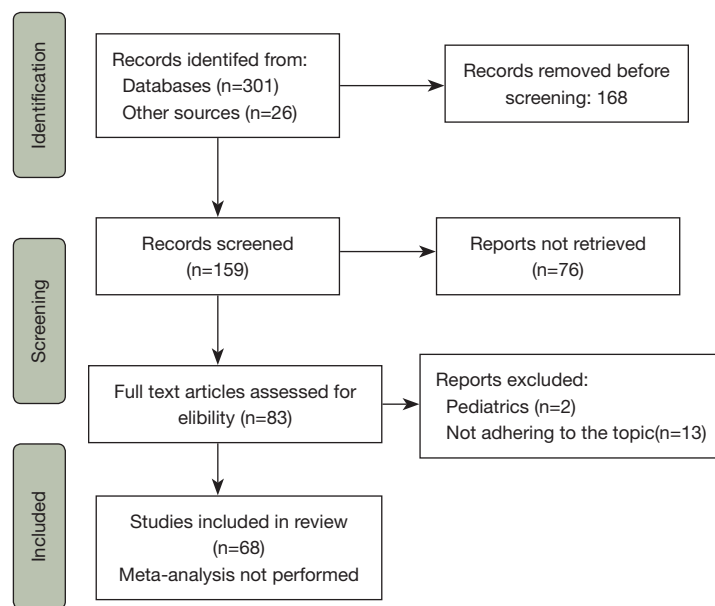 Identification
Records identifed from:
Databases (n=301)
Other sources (n=26)
Records removed before
screening: 168
Screening
Records screened
(n=159)
Reports not retrieved
(n=76)
Full text articles assessed for
elibility (n=83)
Reports excluded:
Pediatrics (n=2)
Not adhering to the topic(n=13)
Included
Studies included in review
(n=68)
Meta-analysis not performed